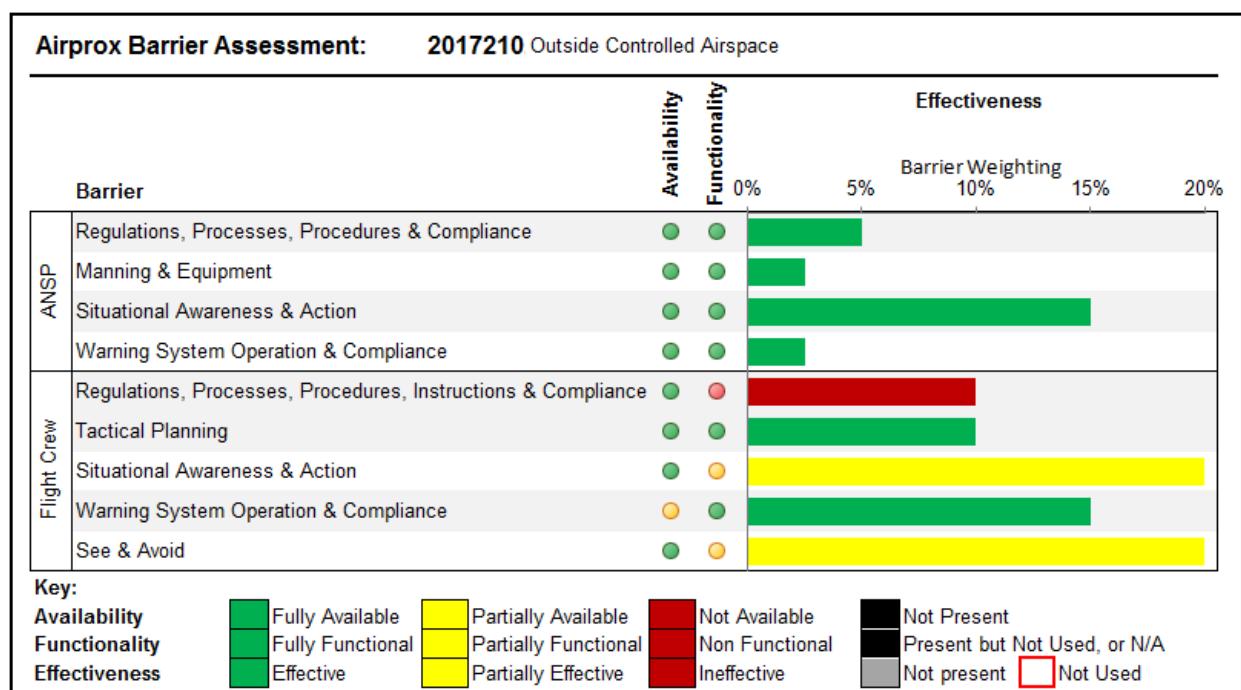 Airprox Barrier Assessment: 2017210 Outside Controlled Airspace
Availability
Functionality
Effectiveness
Barrier Weighting
Barrier
0% 5% 10% 15% 20%
ANSP
Regulations, Processes, Procedures & Compliance
Manning & Equipment
Situational Awareness & Action
Warning System Operation & Compliance
Flight Crew
Regulations, Processes, Procedures, Instructions & Compliance
Tactical Planning
Situational Awareness & Action
Warning System Operation & Compliance
See & Avoid
Key:
Availability Fully Available Partially Available Not Available Not Present
Functionality Fully Functional Partially Functional Non Functional Present but Not Used, or N/A
Effectiveness Effective Partially Effective Ineffective Not present Not Used